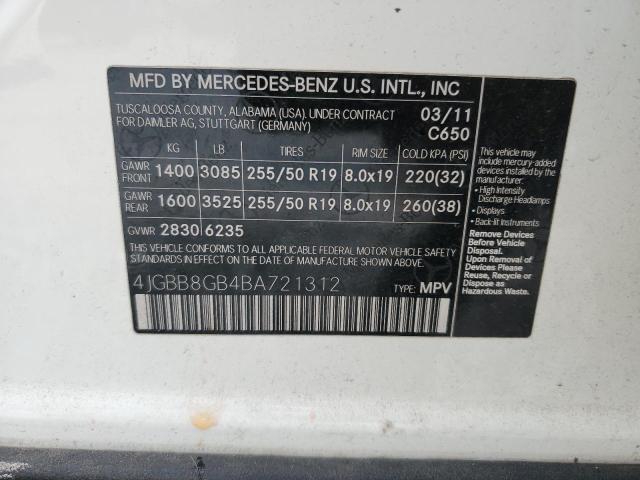 MFD BY MERCEDES-BENZ U.S. INTL., INC
TUSCALOOSA COUNTY, ALABAMA (USA). UNDER CONTRACT
FOR DAIMLER AG, STUTTGART (GERMANY)
03/11
C650
KG LB TIRES RIM SIZE COLD KPA (PSI)
GAWR FRONT 1400 3085 255/50 R19 8.0x19 220(32)
GAWR REAR 1600 3525 255/50 R19 8.0x19 260(38)
GVWR 2830 6235
THIS VEHICLE CONFORMS TO ALL APPLICABLE FEDERAL MOTOR VEHICLE SAFETY
STANDARDS IN EFFECT ON THE DATE OF MANUFACTURE SHOWN ABOVE.
4JGBB8GB4BA721312 TYPE: MPV
This vehicle may
include mercury-added
devices installed by the
manufacturer:
• High Intensity
Discharge Headlamps
• Displays
• Back-lit Instruments
Remove Devices
Before Vehicle
Disposal.
Upon Removal of
Devices Please
Reuse, Recycle or
Dispose as
Hazardous Waste.